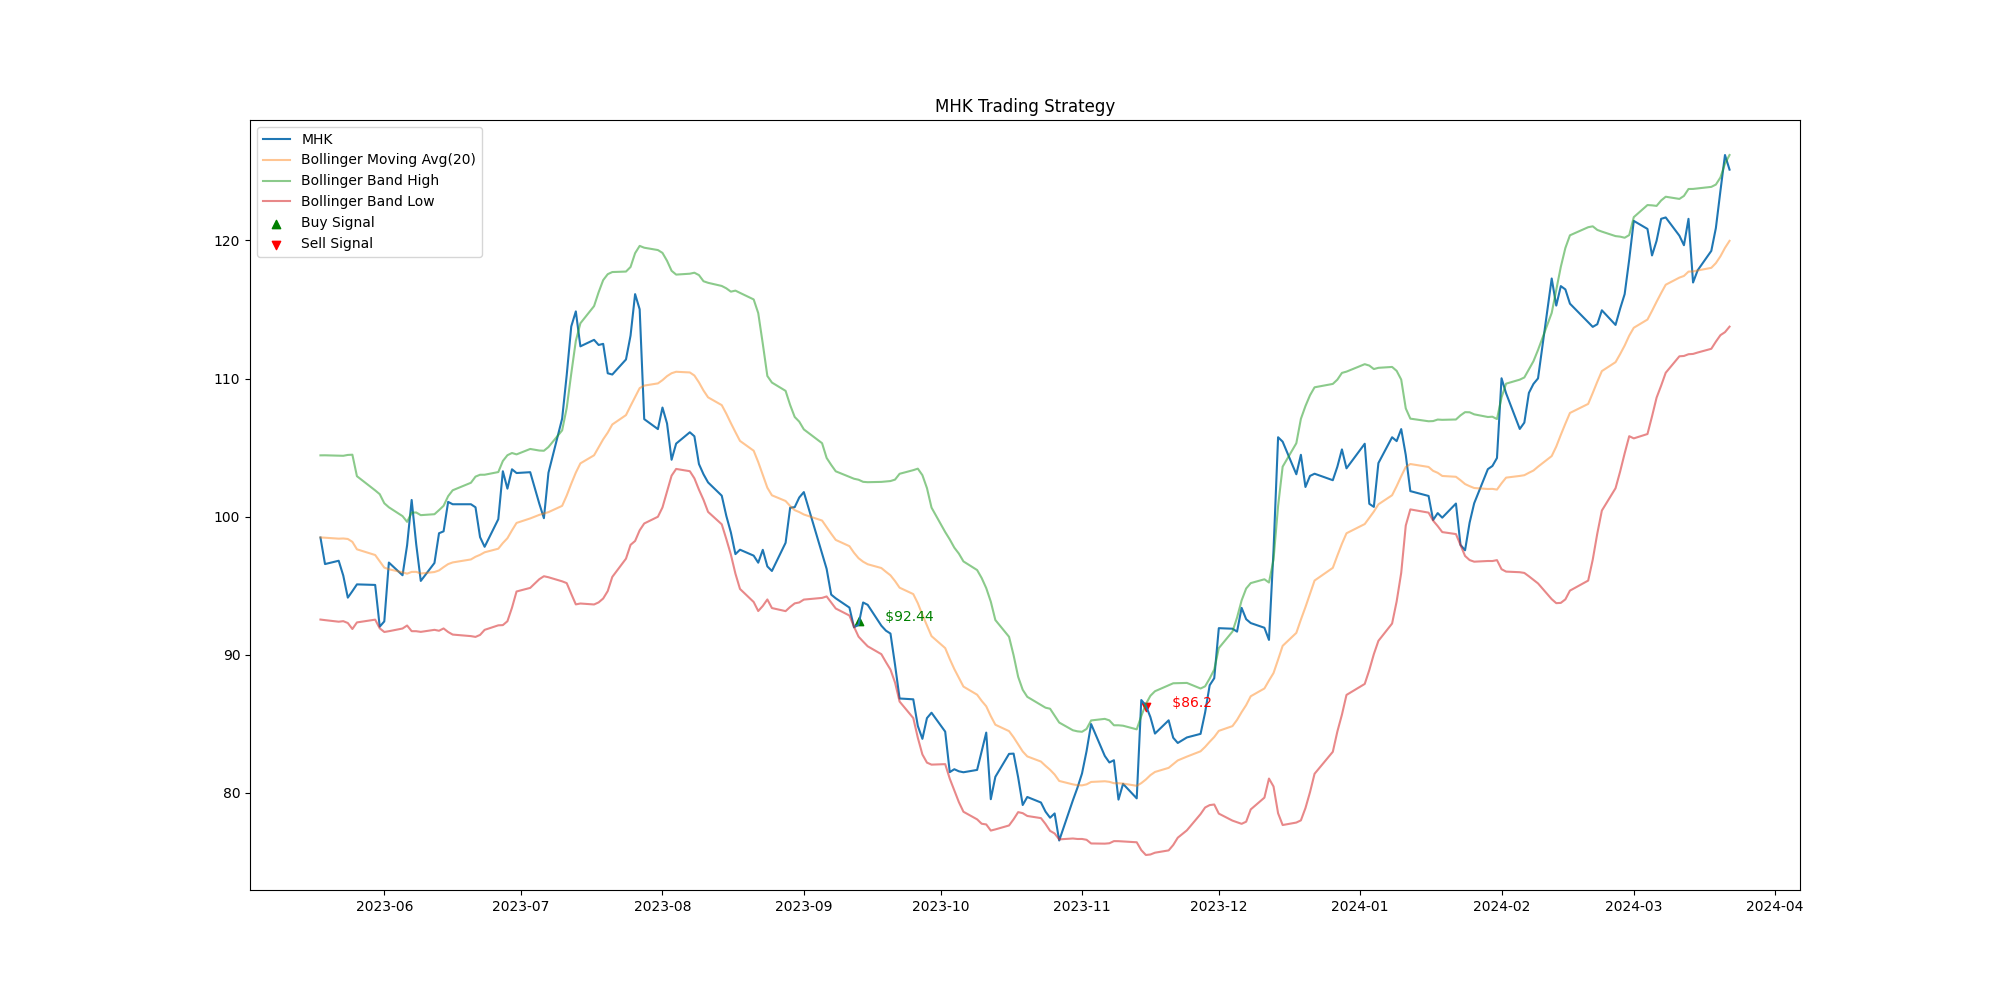 MHK Trading Strategy
MHK
Bollinger Moving Avg(20)
Bollinger Band High
Bollinger Band Low
Buy Signal
Sell Signal
120
110
100
90
80
$92.44
$86.2
2023-06 2023-07 2023-08 2023-09 2023-10 2023-11 2023-12 2024-01 2024-02 2024-03 2024-04